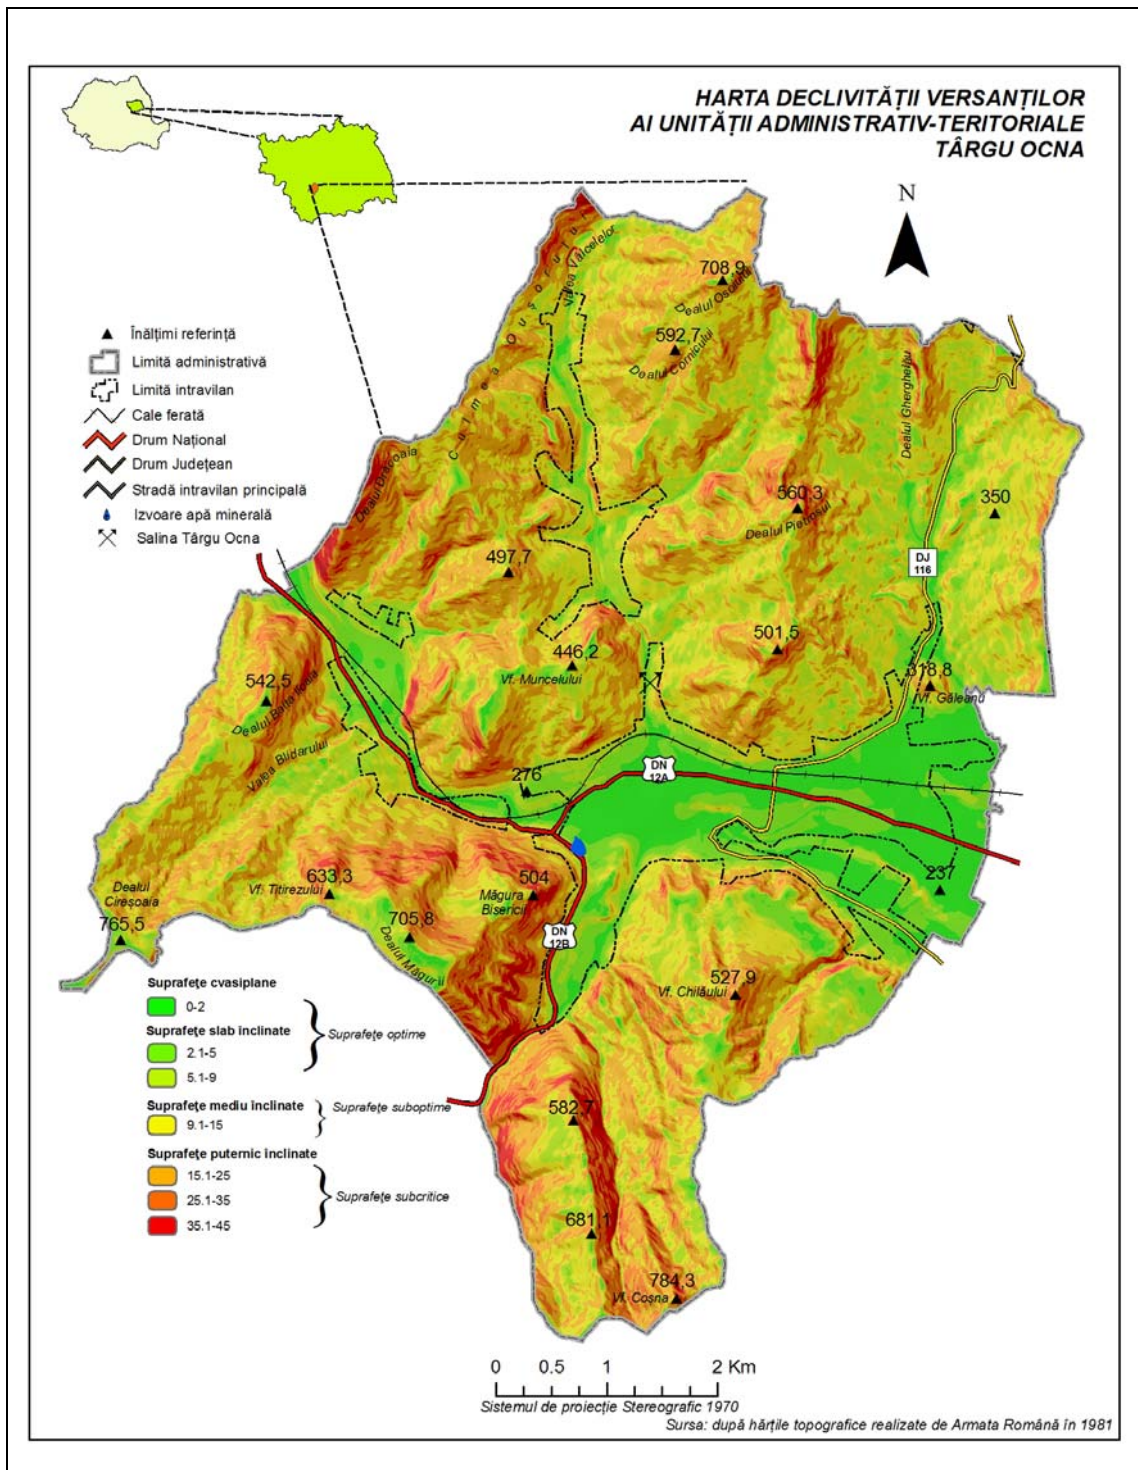 HARTA DECLIVITĂȚII VERSANȚILOR
AI UNITĂȚII ADMINISTRATIV-TERITORIALE
TÂRGU OCNA
N
Înălțimi referință
Limită administrativă
Limită intravilan
Cale ferată
Drum Național
Drum Județean
Stradă intravilan principală
Izvoare apă minerală
Salina Târgu Ocna
Valea Vâlcelelor
Culmea Oușorului
708,9
Dealul Osoiului
592,7
Dealul Cornicului
Dealul Gherghelău
Dealul Drăcoaia
560,3
Dealul Pietrosul
350
497,7
DJ
116
501,5
446,2
Vf. Muncelului
318,8
Vf. Găleanu
542,5
Valea Blidarului
276
DN
12A
237
633,3
Vf. Titirezului
504
Măgura
Bisericii
Dealul
Cireșoaia
765,5
705,8
Dealul Măgurii
DN
12B
527,9
Vf. Chilăului
582,7
681,1
784,3
Vf. Coșna
Suprafețe cvasiplane
0-2
Suprafețe slab înclinate
2.1-5
5.1-9
Suprafețe optime
Suprafețe mediu înclinate
9.1-15
Suprafețe suboptime
Suprafețe puternic înclinate
15.1-25
25.1-35
35.1-45
Suprafețe subcritice
0 0.5 1 2 Km
Sistemul de proiecție Stereografic 1970
Sursa: după hărțile topografice realizate de Armata Română în 1981